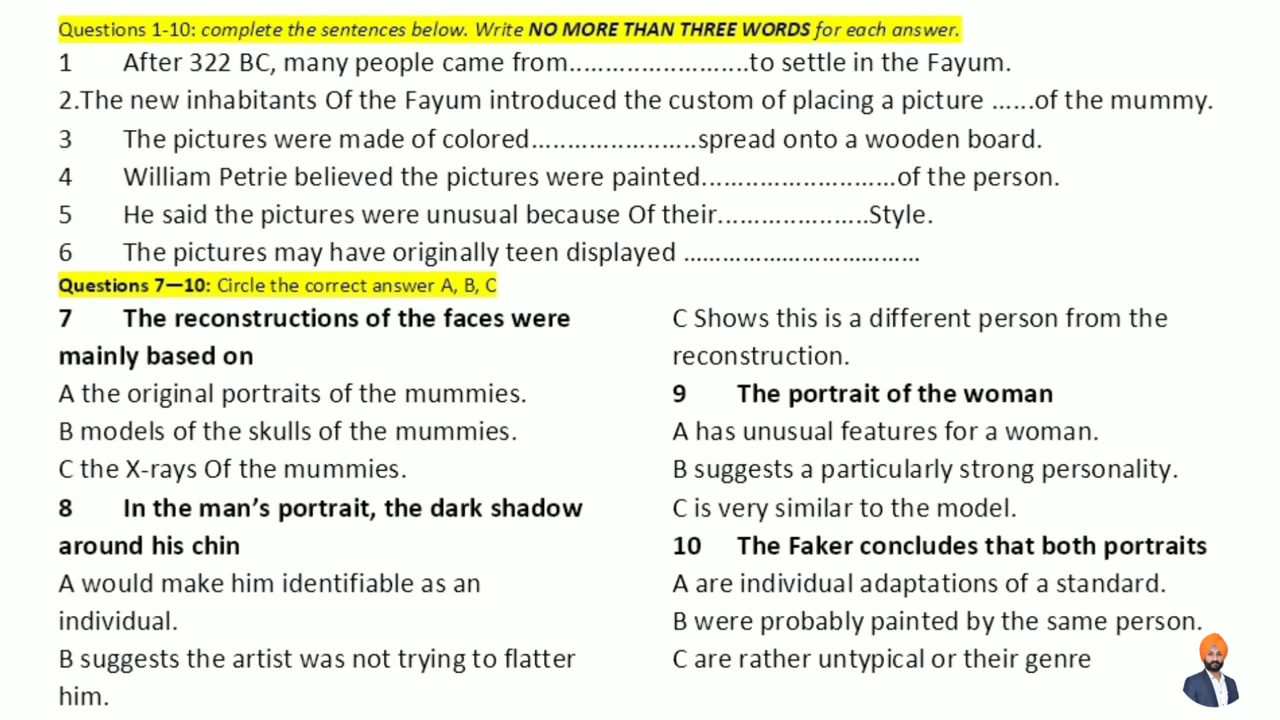 Questions 1-10: complete the sentences below. Write NO MORE THAN THREE WORDS for each answer.
1 After 322 BC, many people came from.........................to settle in the Fayum.
2.The new inhabitants Of the Fayum introduced the custom of placing a picture ......of the mummy.
3 The pictures were made of colored.......................spread onto a wooden board.
4 William Petrie believed the pictures were painted...........................of the person.
5 He said the pictures were unusual because Of their.....................Style.
6 The pictures may have originally teen displayed ....................................
Questions 7—10: Circle the correct answer A, B, C
7 The reconstructions of the faces were
mainly based on
A the original portraits of the mummies.
B models of the skulls of the mummies.
C the X-rays Of the mummies.
8 In the man's portrait, the dark shadow
around his chin
A would make him identifiable as an
individual.
B suggests the artist was not trying to flatter
him.
C Shows this is a different person from the
reconstruction.
9 The portrait of the woman
A has unusual features for a woman.
B suggests a particularly strong personality.
C is very similar to the model.
10 The Faker concludes that both portraits
A are individual adaptations of a standard.
B were probably painted by the same person.
C are rather untypical or their genre